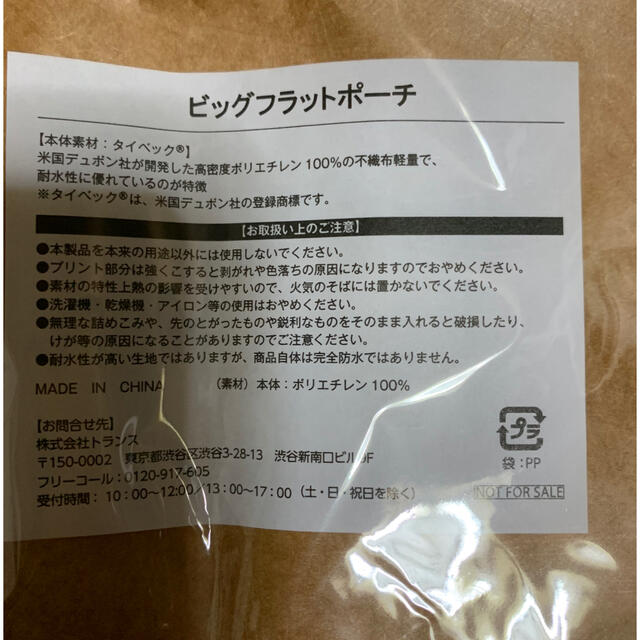 ビッグフラットポーチ
【本体素材：タイベック®】
米国デュポン社が開発した高密度ポリエチレン100%の不織布軽量で、
耐水性に優れているのが特徴
※タイベック®は、米国デュポン社の登録商標です。
【お取扱い上のご注意】
●本製品を本来の用途以外には使用しないでください。
●プリント部分は強くこすると剥がれや色落ちの原因になりますのでおやめください。
●素材の特性上熱の影響を受けやすいので、火気のそばには置かないでください。
●洗濯機・乾燥機・アイロン等の使用はおやめください。
●無理な詰めこみや、先のとがったものや鋭利なものをそのまま入れると破損したり、
けが等の原因になることがありますのでご注意ください。
●耐水性が高い生地ではありますが、商品自体は完全防水ではありません。
MADE IN CHINA （素材）本体：ポリエチレン100%
【お問合せ先】
株式会社トランス
〒150-0002 東京都渋谷区渋谷3-28-13 渋谷新南口ビル9F
フリーコール：0120-917-605
受付時間：10：00〜12：00／13：00〜17：00（土・日・祝日を除く）
プラ
袋：PP
NOT FOR SALE